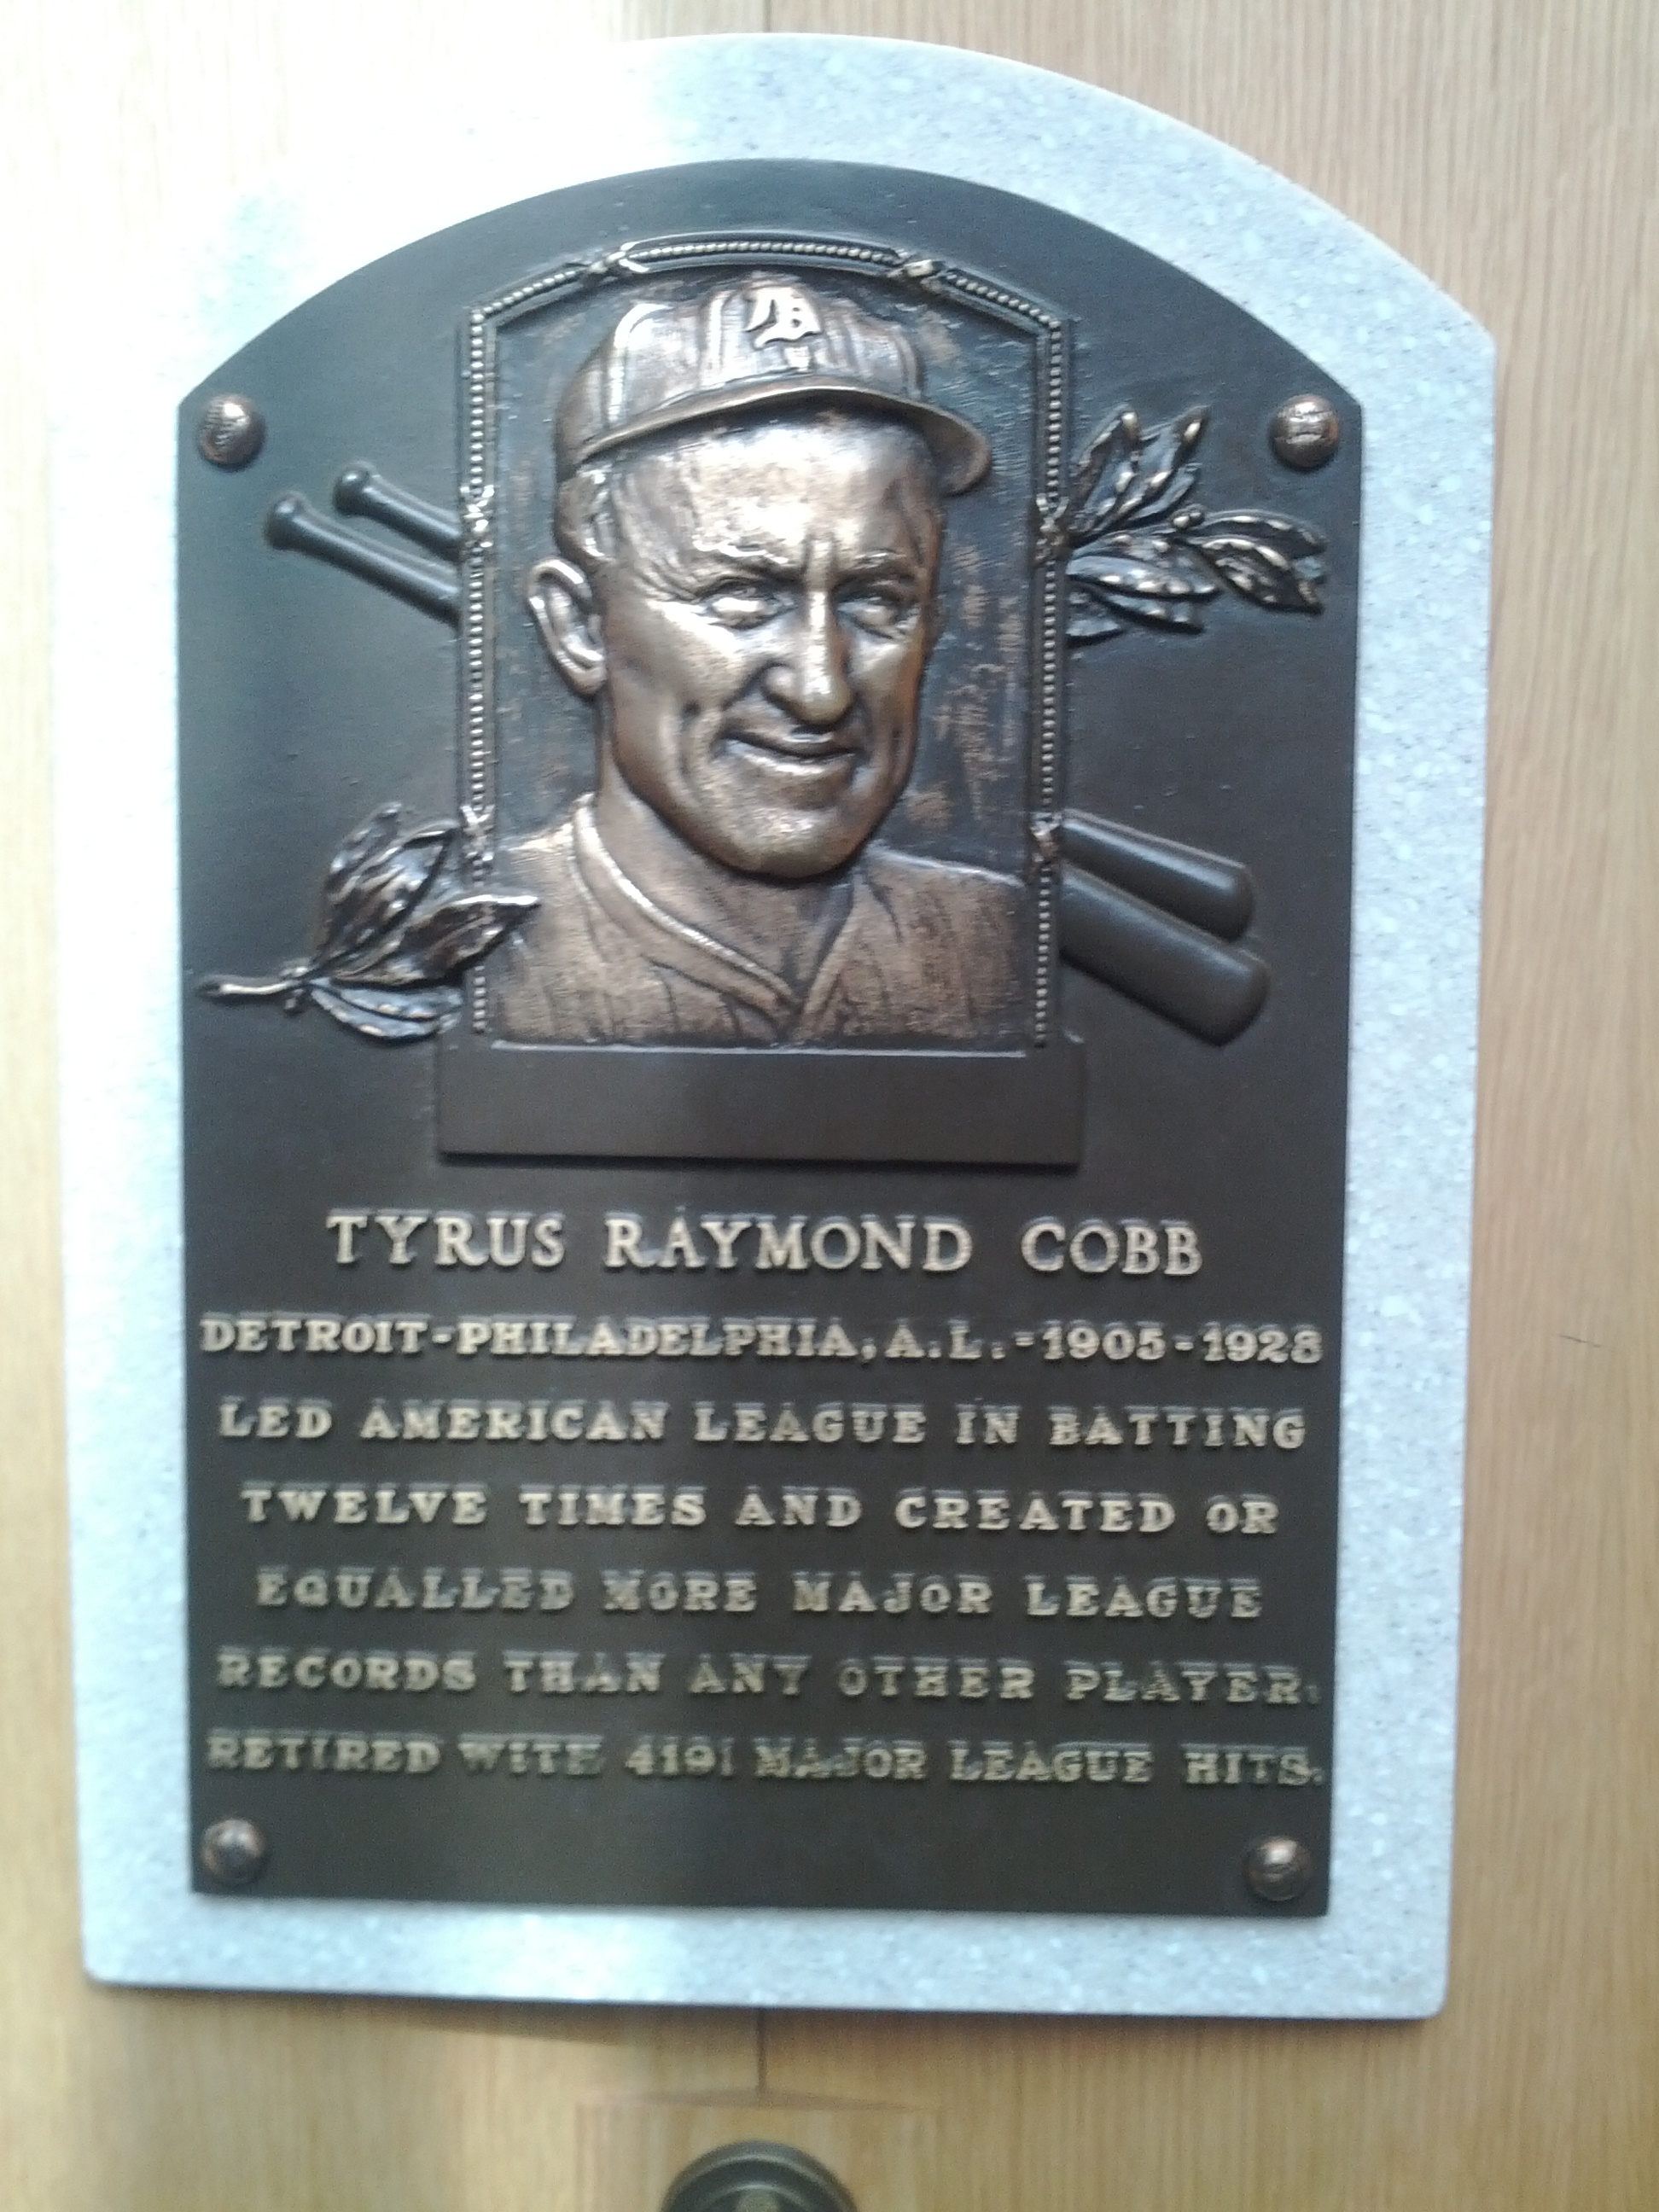 D
TYRUS RAYMOND COBB
DETROIT-PHILADELPHIA, A.L.-1905-1928
LED AMERICAN LEAGUE IN BATTING
TWELVE TIMES AND CREATED OR
EQUALLED MORE MAJOR LEAGUE
RECORDS THAN ANY OTHER PLAYER.
RETIRED WITH 4191 MAJOR LEAGUE HITS.